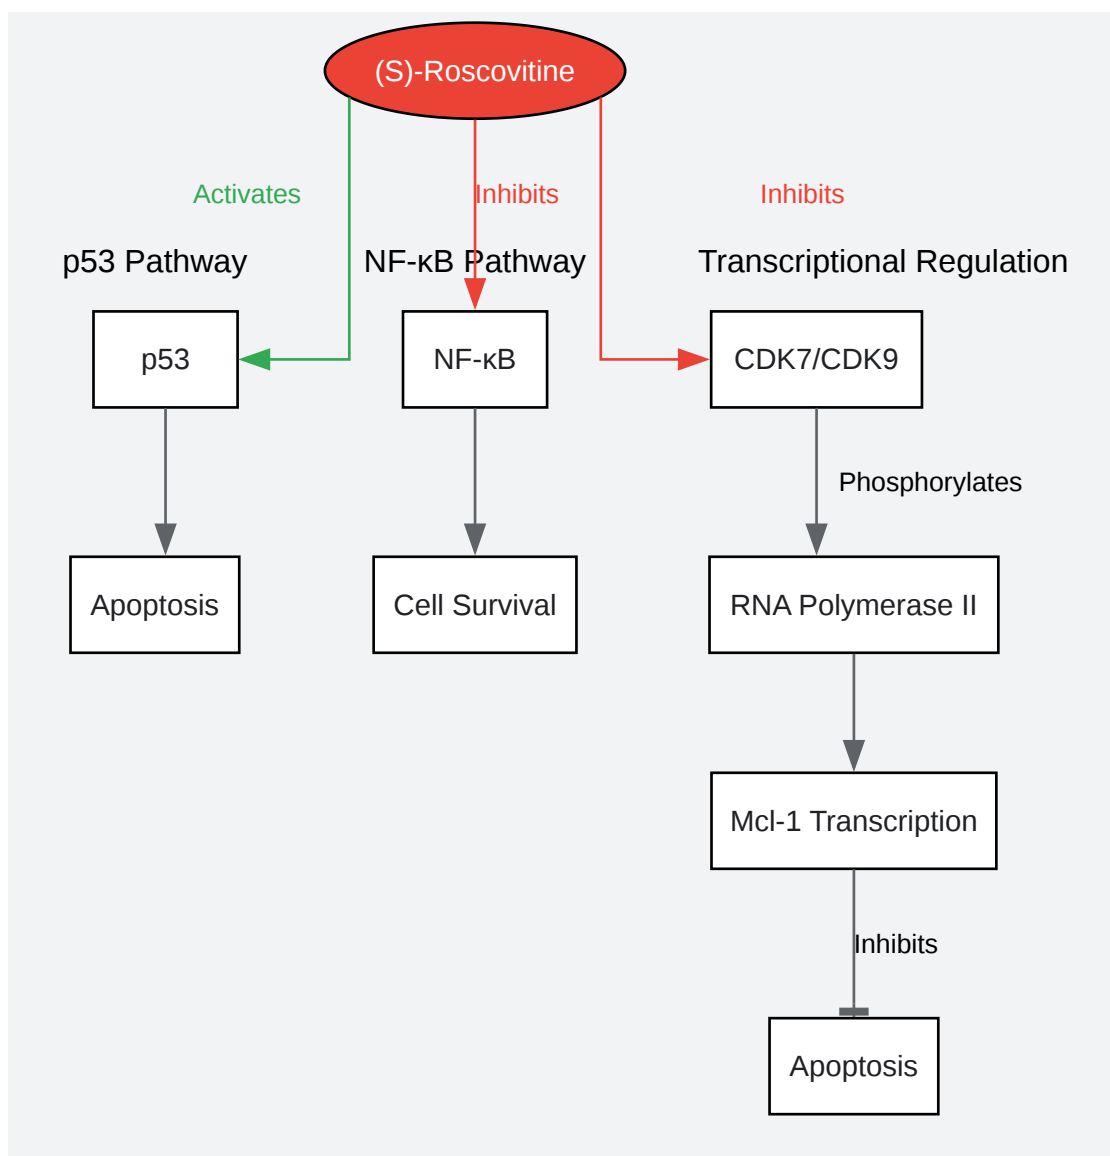 (S)-Roscovitine
Activates
Inhibits
Inhibits
p53 Pathway
NF-κB Pathway
Transcriptional Regulation
p53
NF-κB
CDK7/CDK9
Phosphorylates
Apoptosis
Cell Survival
RNA Polymerase II
Mcl-1 Transcription
Inhibits
Apoptosis